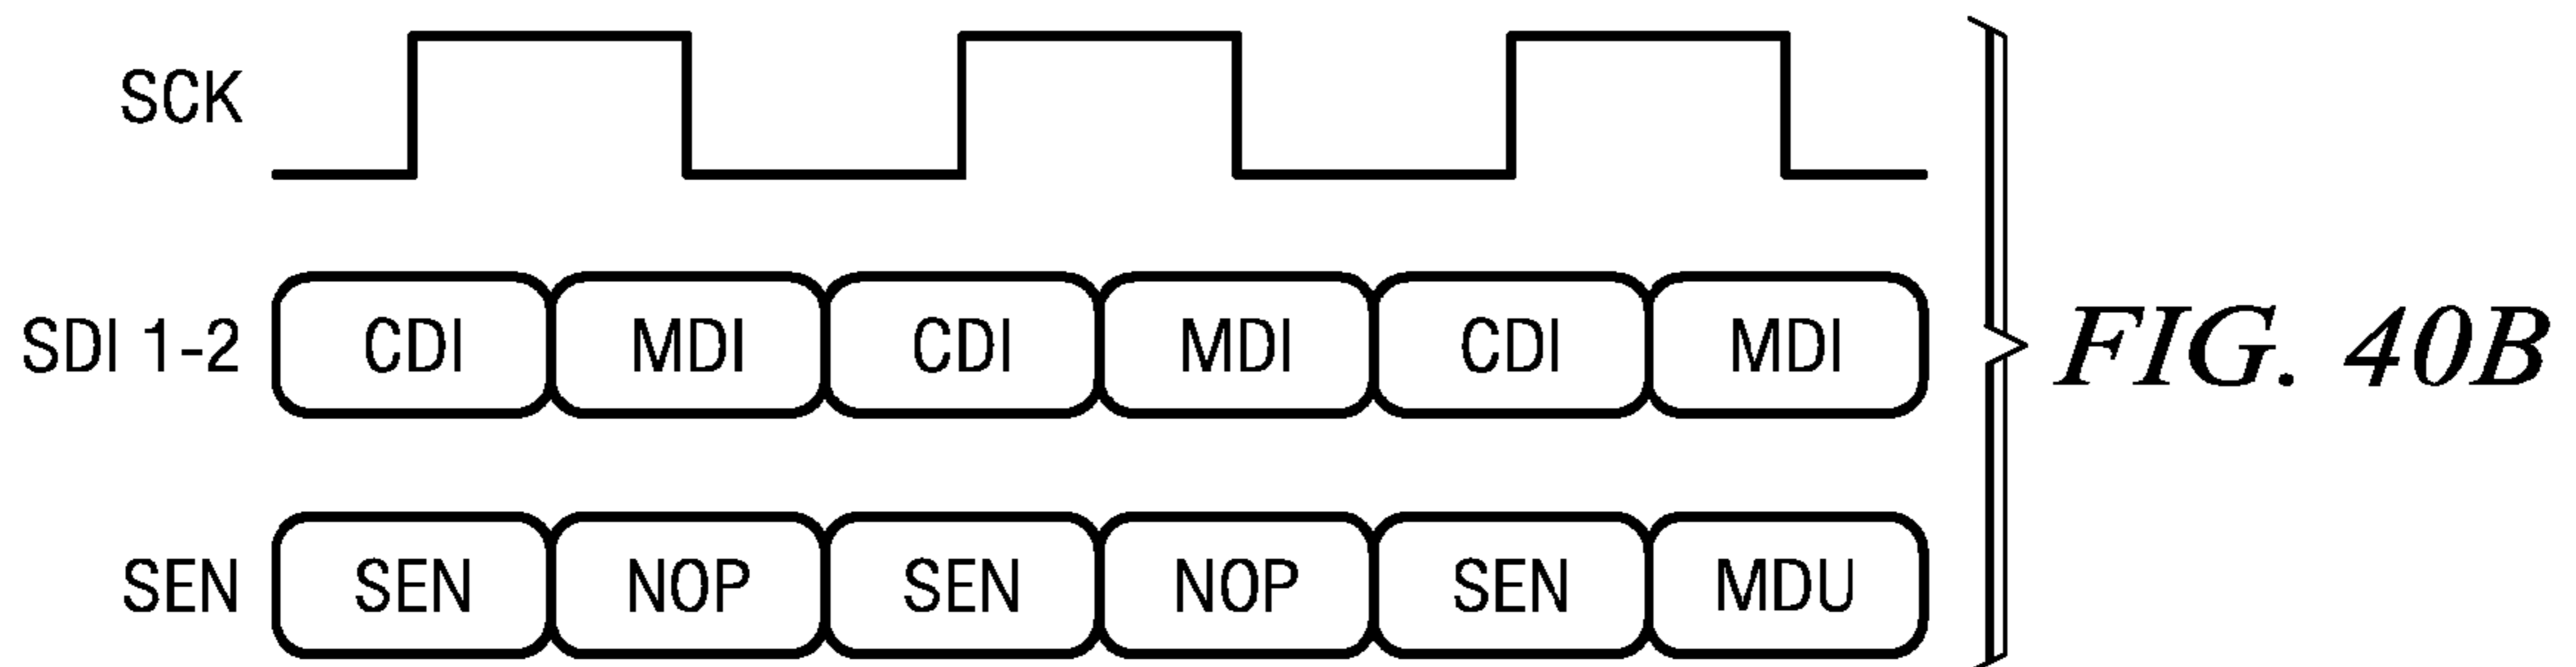 SCK
SDI 1-2 CDI MDI CDI MDI CDI MDI
SEN SEN NOP SEN NOP SEN MDU
FIG. 40B